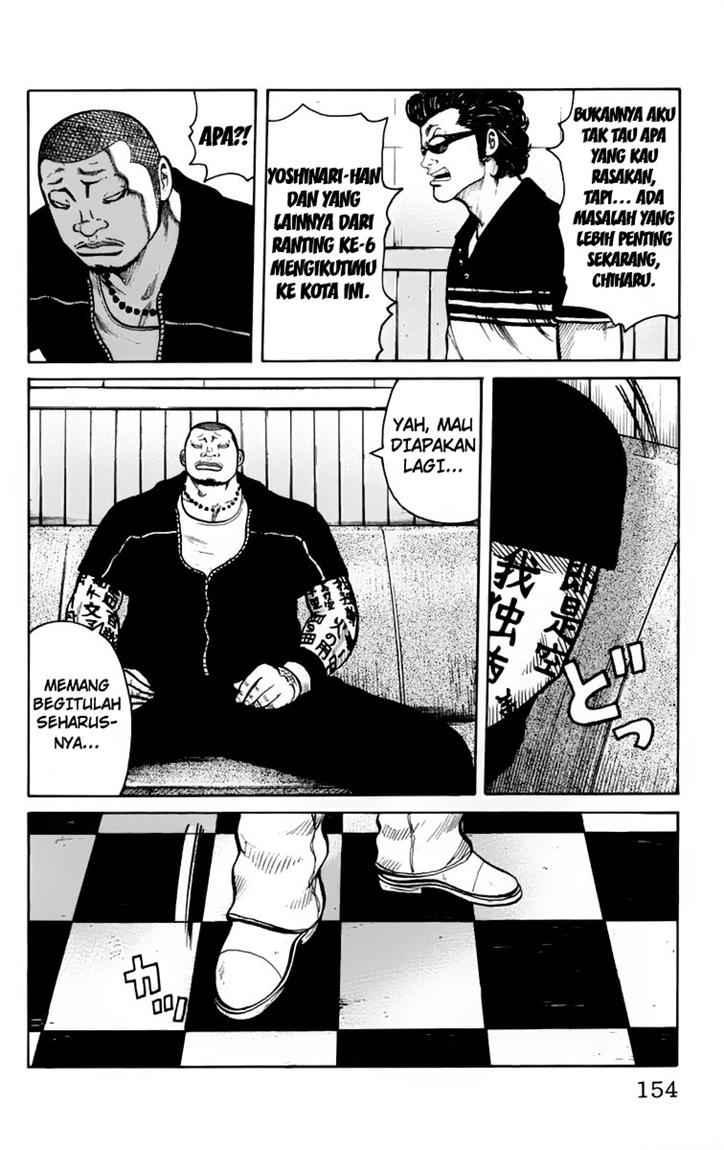 BUKANNYA AKU
TAK TAU APA
YANG KAU
RASAKAN,
TAPI... ADA
MASALAH YANG
LEBIH PENTING
SEKARANG,
CHIHARU.
YOSHINARI-HAN
DAN YANG
LAINNYA DARI
RANTING KE-6
MENGIKUTIMU
KE KOTA INI.
APA?!
我独
ど
っ
YAH, MAU
DIAPAKAN
LAGI...
MEMANG
BEGITULAH
SEHARUS-
NYA...
カッ
154